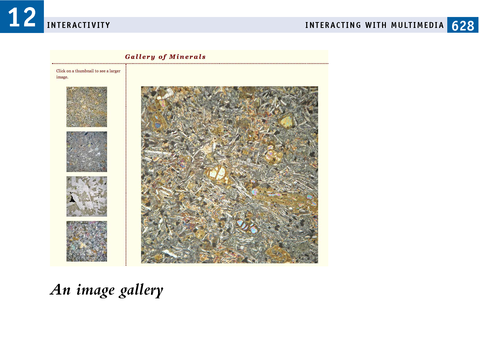 12
INTERACTIVITY
INTERACTING WITH MULTIMEDIA
628
Gallery of Minerals
Click on a thumbnail to see a larger
image.
An image gallery